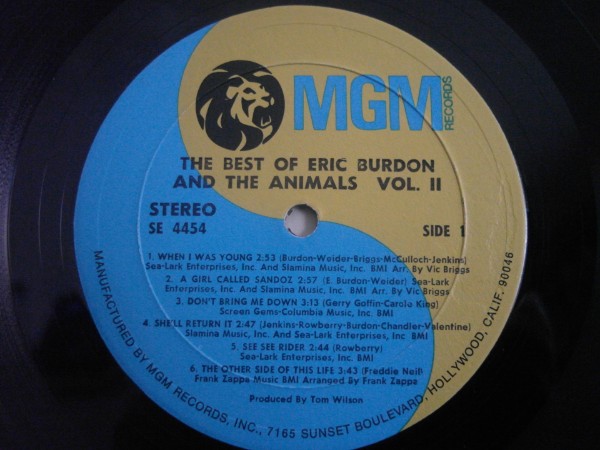 MGM
RECORDS
THE BEST OF ERIC BURDON
AND THE ANIMALS VOL. II
STEREO
SE 4454
SIDE 1
1. WHEN I WAS YOUNG 2:53 (Burdon-Weider-Briggs-McCulloch-Jenkins)
Sea-Lark Enterprises, Inc. And Slamina Music, Inc. BMI Arr. By Vic Briggs
2. A GIRL CALLED SANDOZ 2:57 (E. Burdon-Weider) Sea-Lark
Enterprises, Inc. And Slamina Music, Inc. BMI Arr. By Vic Briggs
3. DON'T BRING ME DOWN 3:13 (Gerry Goffin-Carole King)
Screen Gems-Columbia Music, Inc. BMI
4. SHE'LL RETURN IT 2:47 (Jenkins-Rowberry-Burdon-Chandler-Valentine)
Slamina Music, Inc. And Sea-Lark Enterprises, Inc. BMI
5. SEE SEE RIDER 2:44 (Rowberry)
Sea-Lark Enterprises, Inc. BMI
6. THE OTHER SIDE OF THIS LIFE 3:43 (Freddie Neil)
Frank Zappa Music BMI Arranged By Frank Zappa
Produced By Tom Wilson
MANUFACTURED BY MGM RECORDS, INC., 7165 SUNSET BOULEVARD, HOLLYWOOD, CALIF. 90046